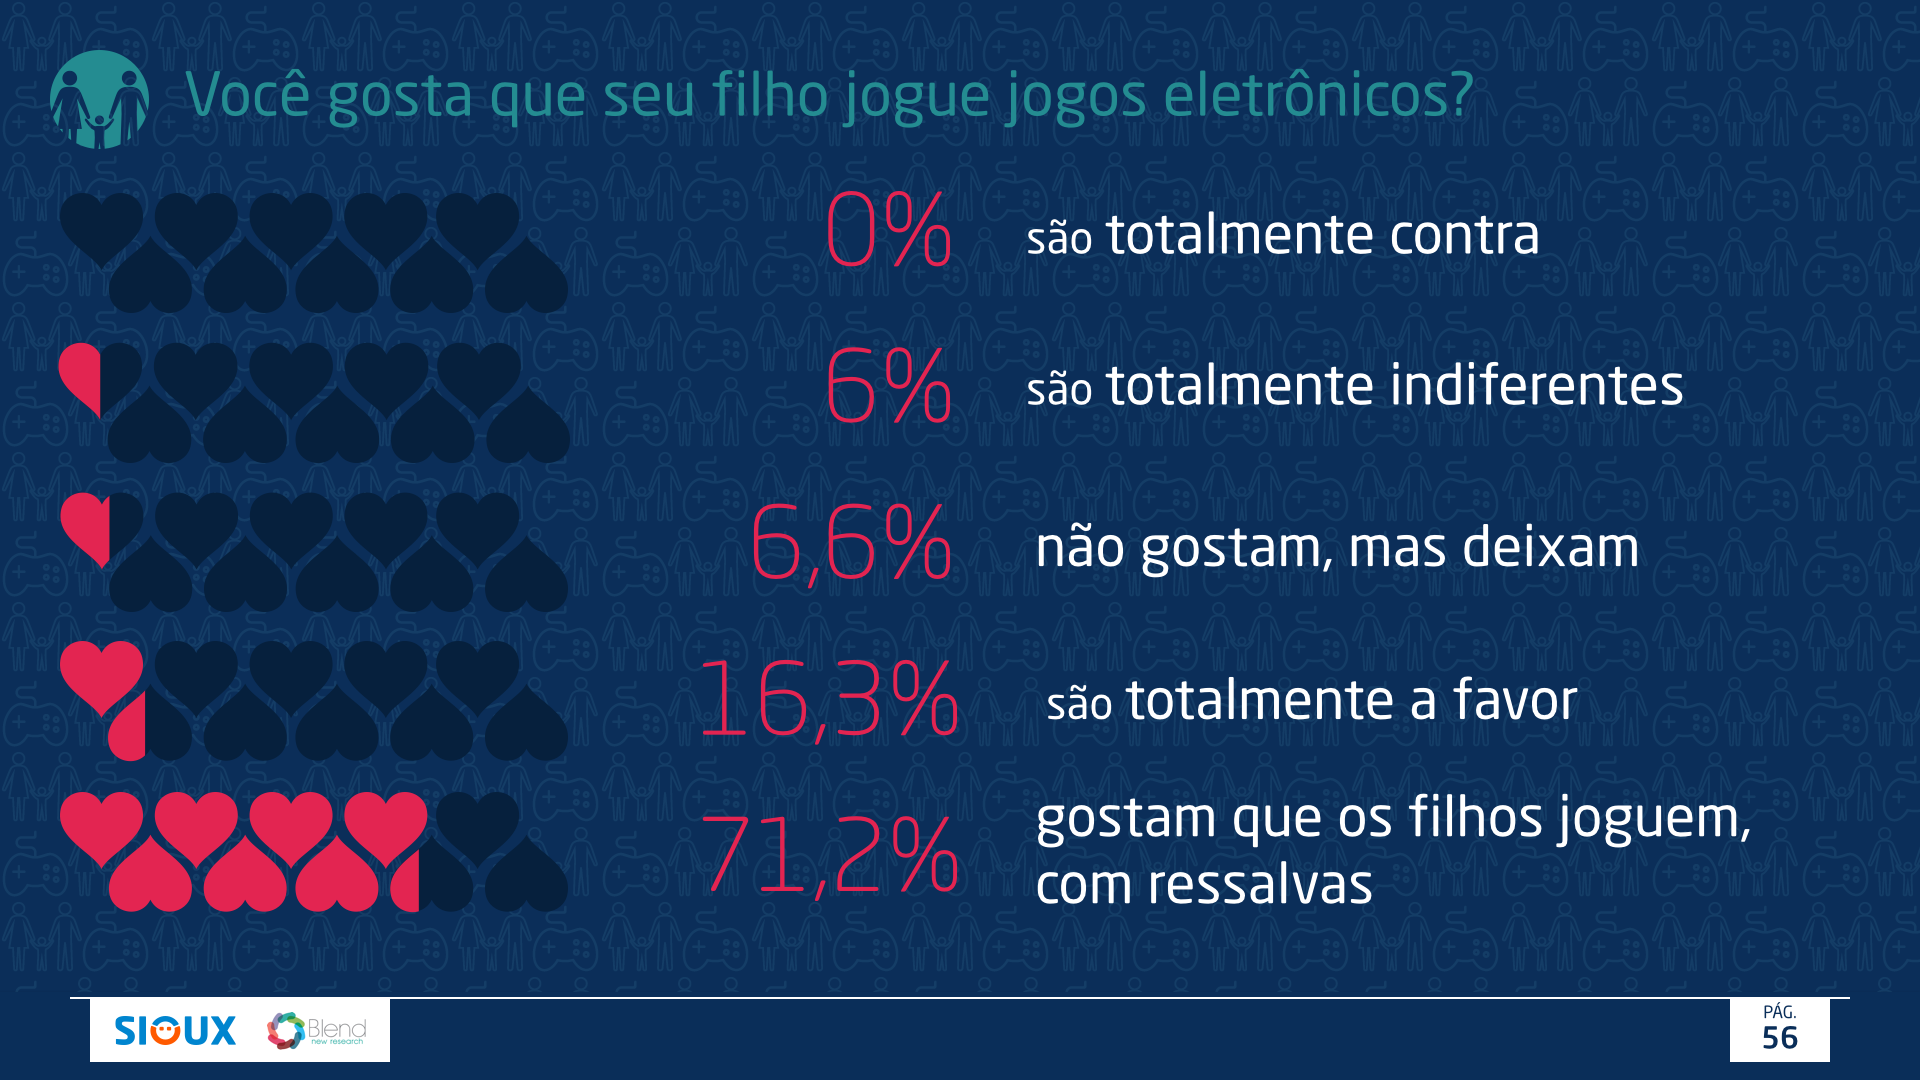 Você gosta que seu filho jogue jogos eletrônicos?
0% são totalmente contra
6% são totalmente indiferentes
6,6% não gostam, mas deixam
16,3% são totalmente a favor
71,2% gostam que os filhos joguem,
com ressalvas
SIOUX
Blend
new research
PÁG.
56